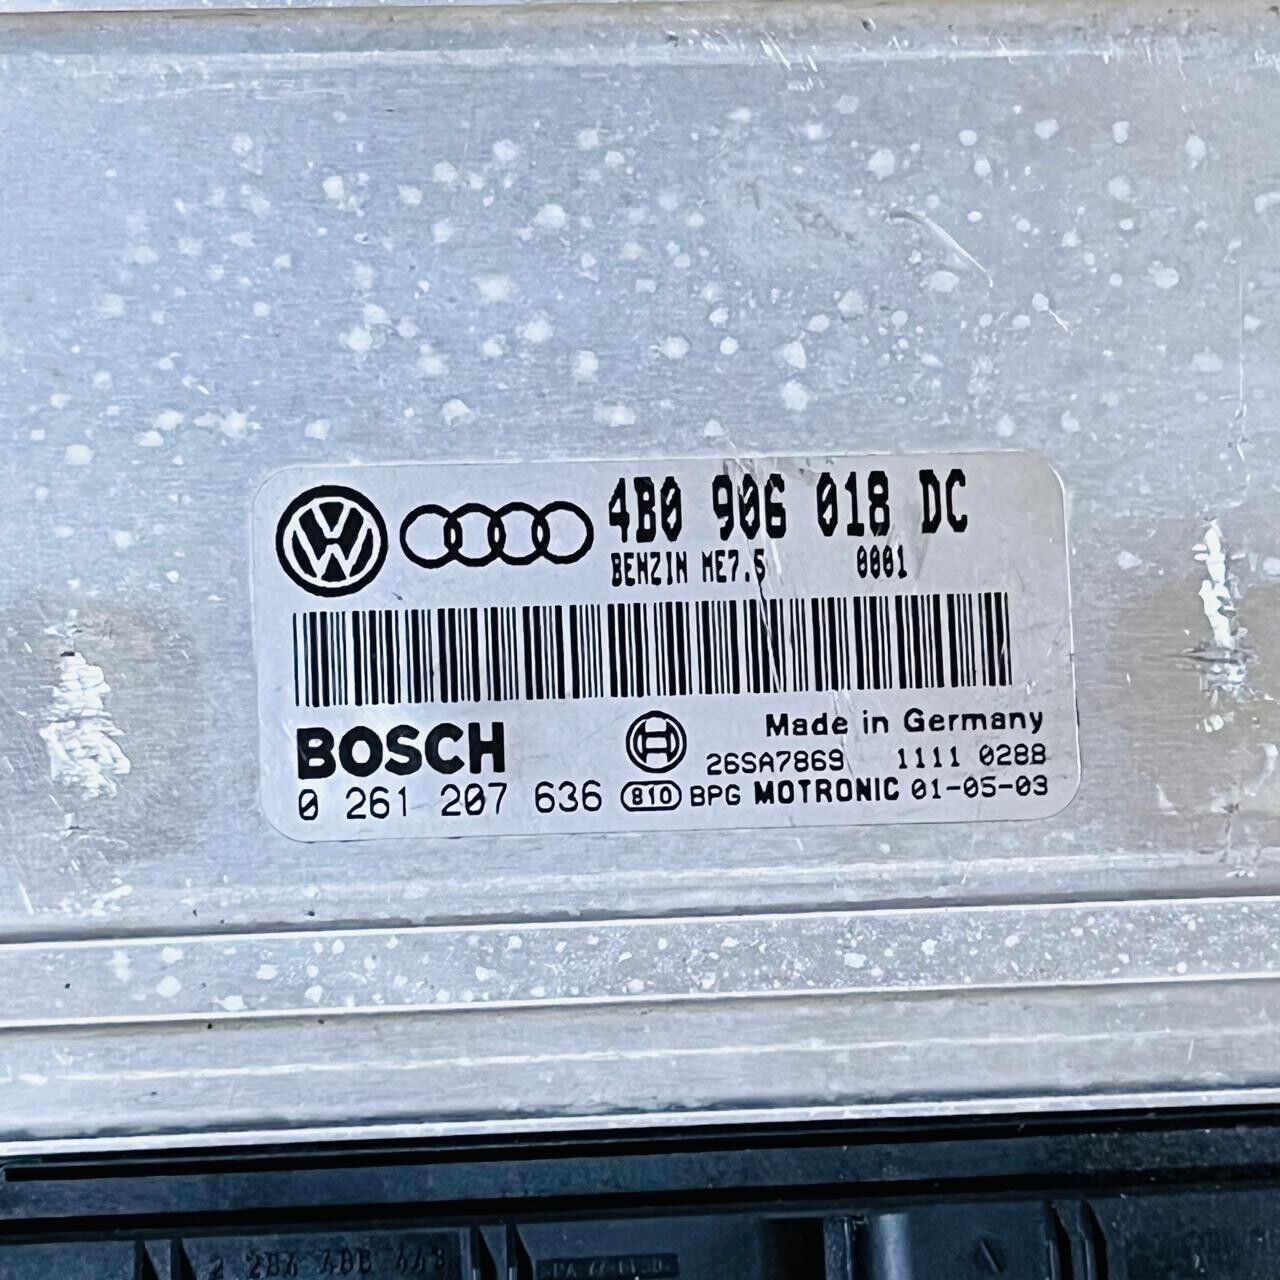 4B0 906 018 DC
BENZIN ME7.5 0001
BOSCH
Made in Germany
26SA7869 1111 0288
0 261 207 636 810 BPG MOTRONIC 01-05-03